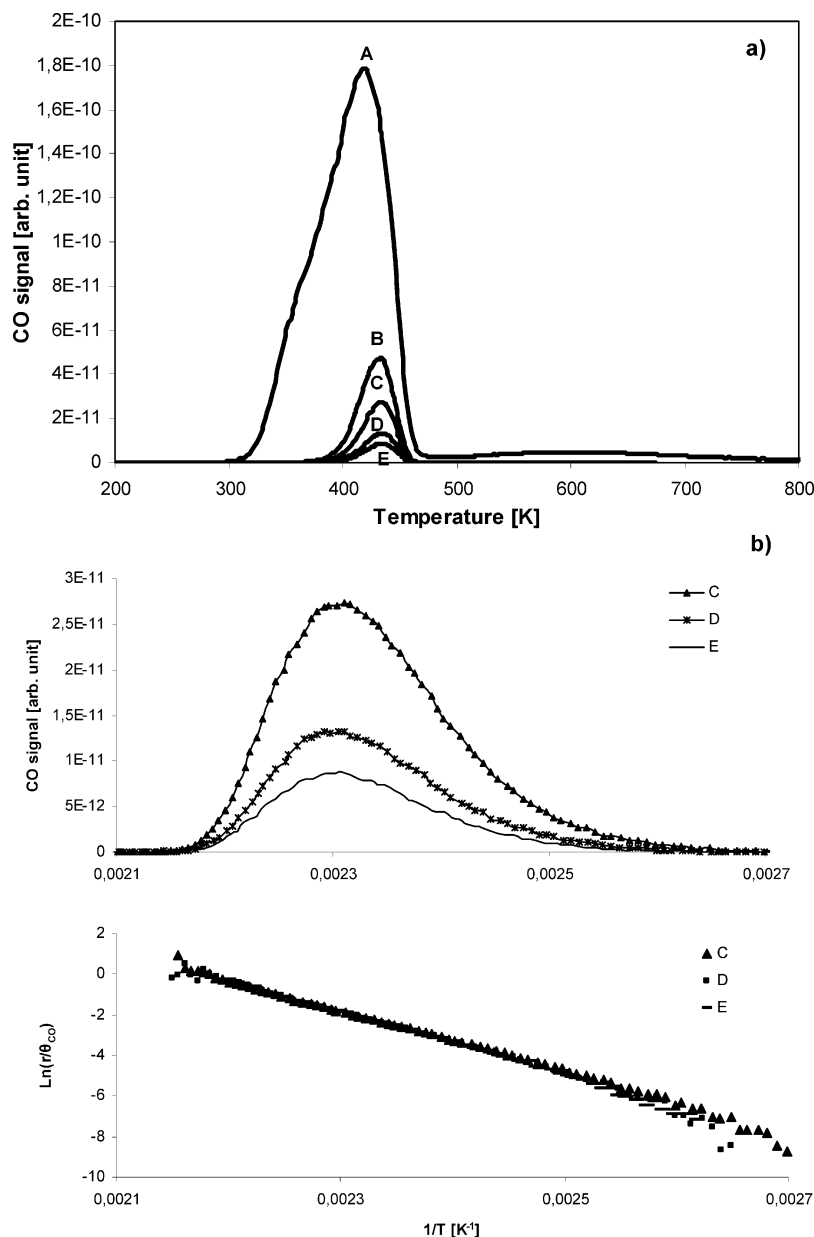 a)
2E-10
1,8E-10
1,6E-10
1,4E-10
1,2E-10
1E-10
8E-11
6E-11
4E-11
2E-11
0
CO signal [arb. unit]
A
B
C
D
E
200 300 400 500 600 700 800
Temperature [K]
b)
3E-11
2,5E-11
2E-11
1,5E-11
1E-11
5E-12
0
CO signal [arb. unit]
C
D
E
0,0021 0,0023 0,0025 0,0027
2
0
-2
-4
-6
-8
-10
Ln(r/θCO)
C
D
E
0,0021 0,0023 0,0025 0,0027
1/T [K-1]